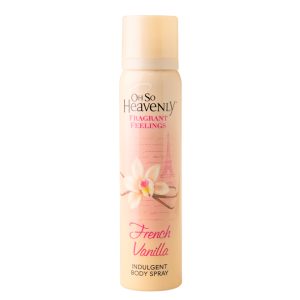 OH SO
HEAVENLY
FRAGRANT
FEELINGS
French
Vanilla
INDULGENT
BODY SPRAY